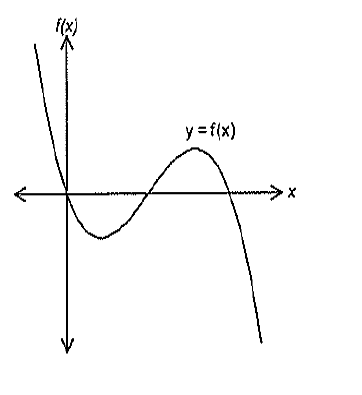 f(x)
y = f(x)
x